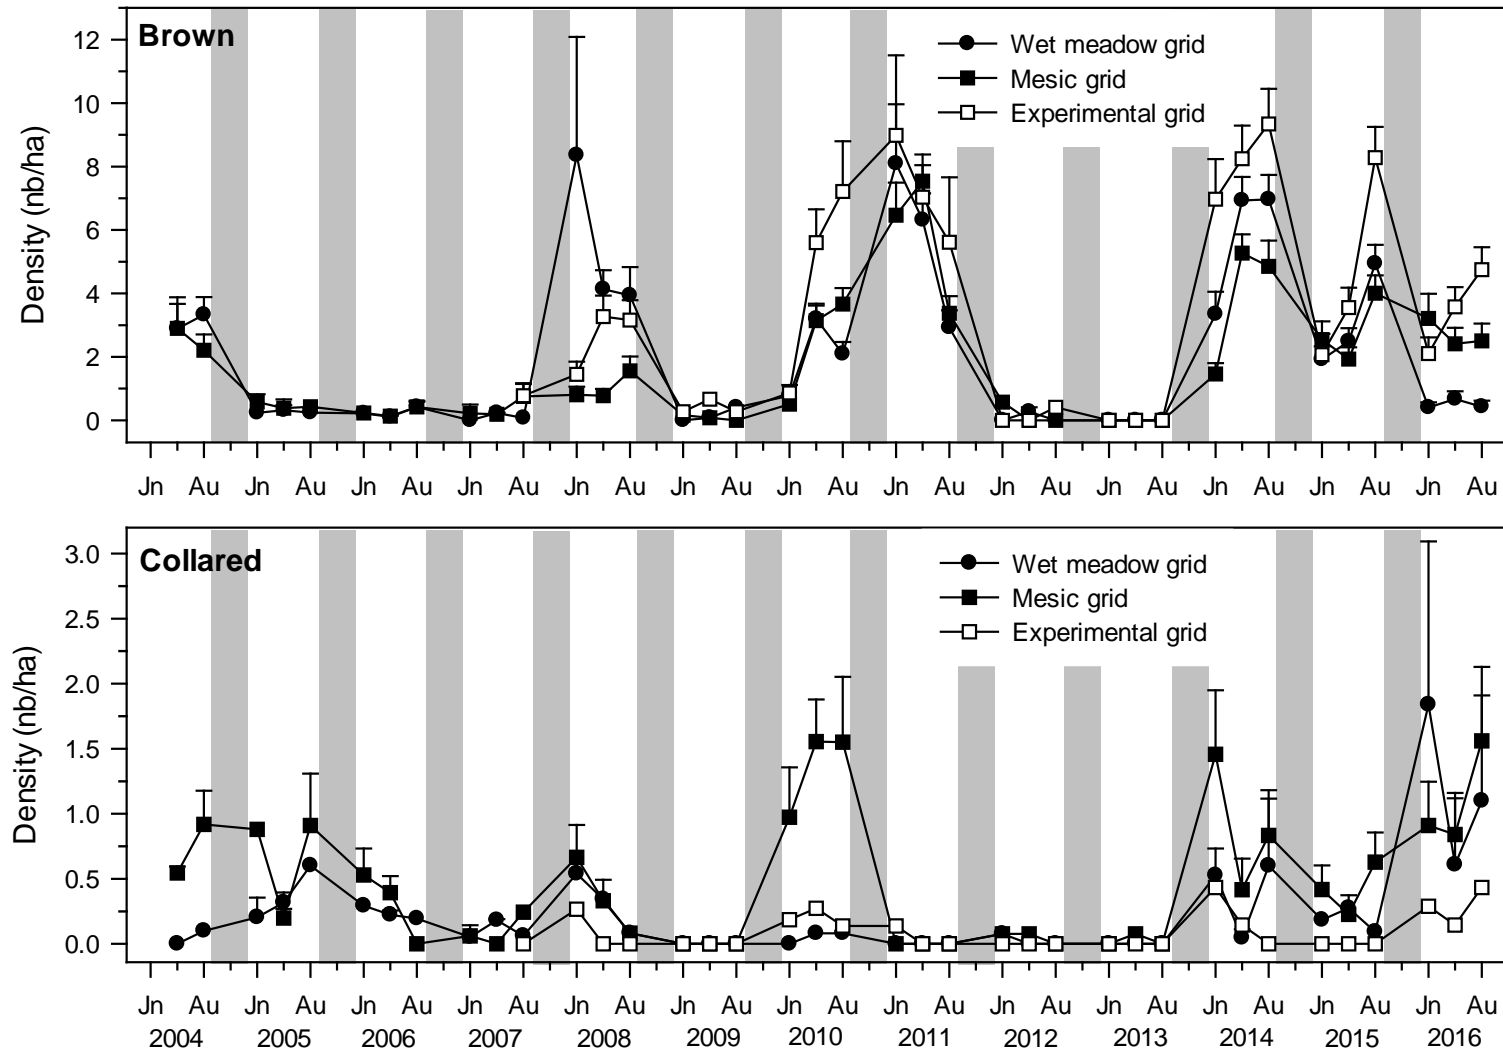 Brown
Wet meadow grid
Mesic grid
Experimental grid
Density (nb/ha)
12
10
8
6
4
2
0
Jn Au Jn Au Jn Au Jn Au Jn Au Jn Au Jn Au Jn Au Jn Au Jn Au Jn Au Jn Au Jn Au
Collared
Wet meadow grid
Mesic grid
Experimental grid
Density (nb/ha)
3.0
2.5
2.0
1.5
1.0
0.5
0.0
Jn Au Jn Au Jn Au Jn Au Jn Au Jn Au Jn Au Jn Au Jn Au Jn Au Jn Au Jn Au Jn Au
2004 2005 2006 2007 2008 2009 2010 2011 2012 2013 2014 2015 2016